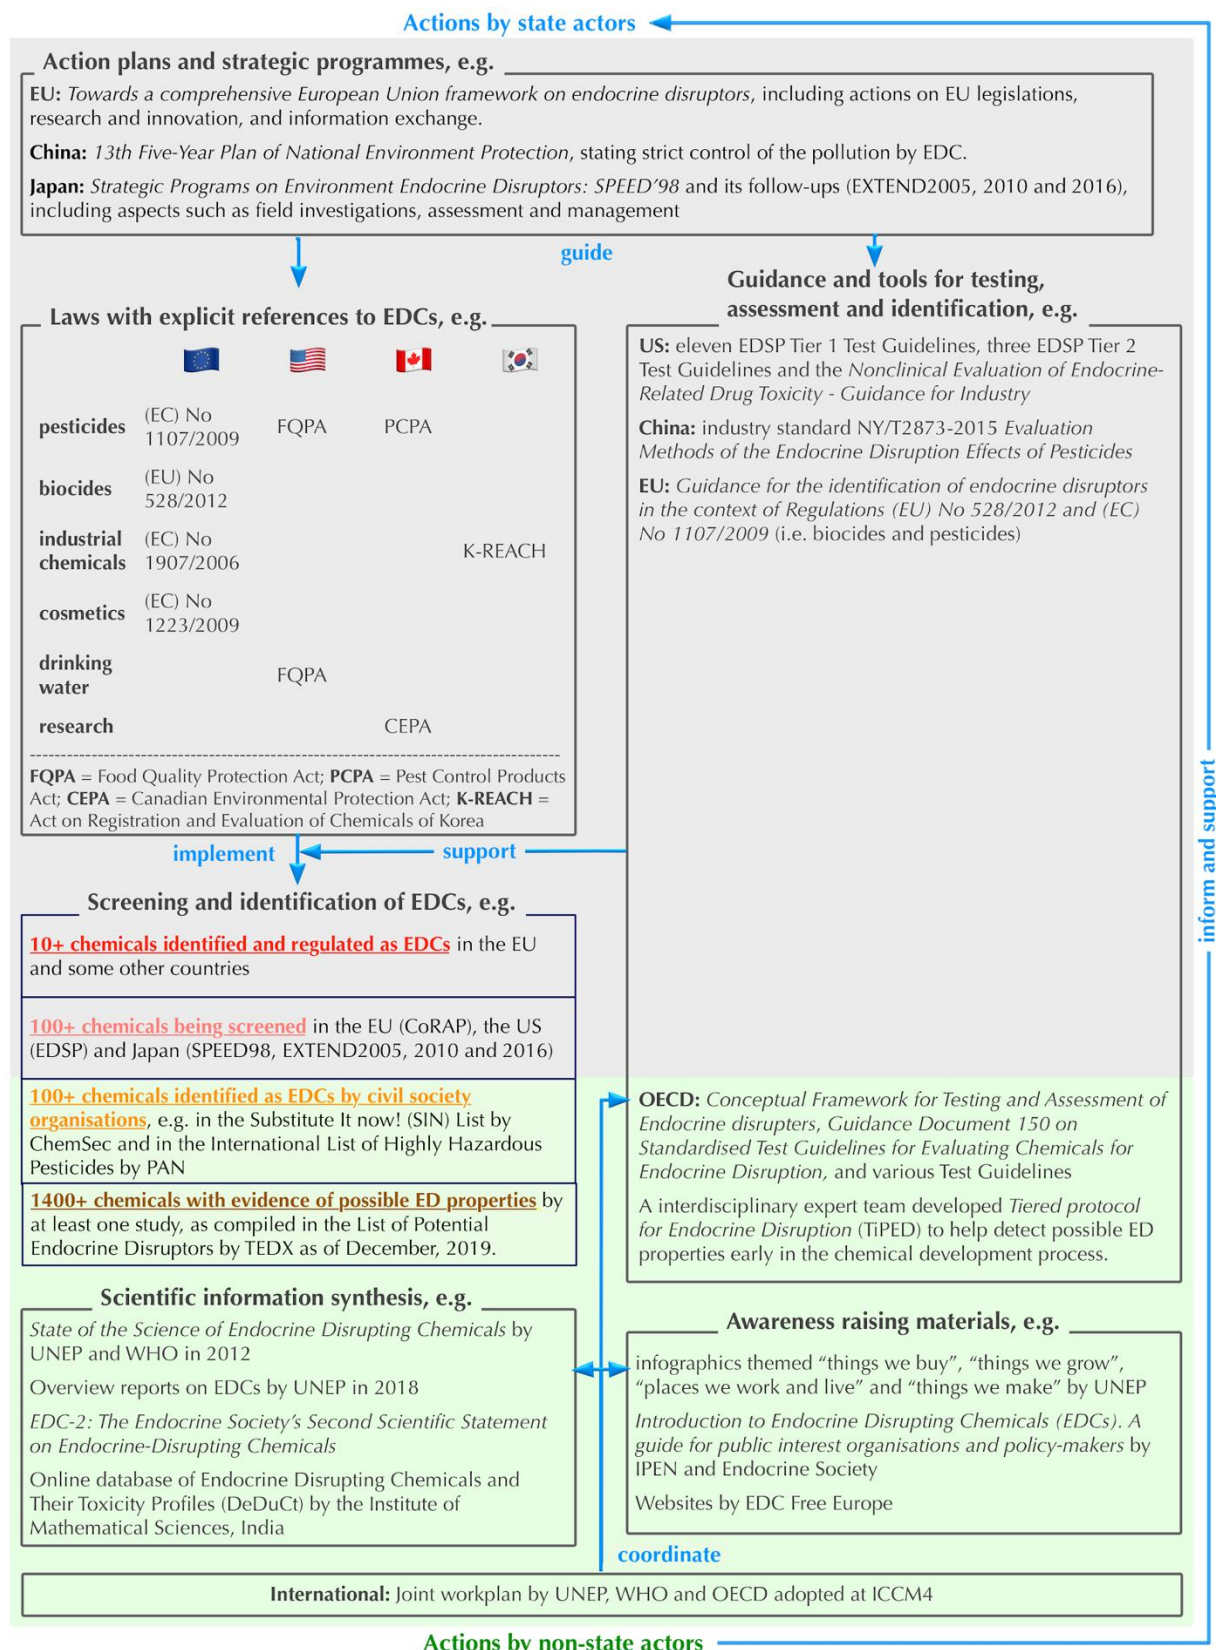 Actions by state actors
Action plans and strategic programmes, e.g.
EU: Towards a comprehensive European Union framework on endocrine disruptors, including actions on EU legislations,
research and innovation, and information exchange.
China: 13th Five-Year Plan of National Environment Protection, stating strict control of the pollution by EDC.
Japan: Strategic Programs on Environment Endocrine Disruptors: SPEED’98 and its follow-ups (EXTEND2005, 2010 and 2016),
including aspects such as field investigations, assessment and management
guide
Laws with explicit references to EDCs, e.g.
pesticides
(EC) No
1107/2009
FQPA
PCPA
biocides
(EU) No
528/2012
industrial
chemicals
(EC) No
1907/2006
K-REACH
cosmetics
(EC) No
1223/2009
drinking
water
FQPA
research
CEPA
FQPA = Food Quality Protection Act; PCPA = Pest Control Products
Act; CEPA = Canadian Environmental Protection Act; K-REACH =
Act on Registration and Evaluation of Chemicals of Korea
Guidance and tools for testing,
assessment and identification, e.g.
US: eleven EDSP Tier 1 Test Guidelines, three EDSP Tier 2
Test Guidelines and the Nonclinical Evaluation of Endocrine-
Related Drug Toxicity - Guidance for Industry
China: industry standard NY/T2873-2015 Evaluation
Methods of the Endocrine Disruption Effects of Pesticides
EU: Guidance for the identification of endocrine disruptors
in the context of Regulations (EU) No 528/2012 and (EC)
No 1107/2009 (i.e. biocides and pesticides)
implement
support
inform and support
Screening and identification of EDCs, e.g.
10+ chemicals identified and regulated as EDCs in the EU
and some other countries
100+ chemicals being screened in the EU (CoRAP), the US
(EDSP) and Japan (SPEED98, EXTEND2005, 2010 and 2016)
100+ chemicals identified as EDCs by civil society
organisations, e.g. in the Substitute It now! (SIN) List by
ChemSec and in the International List of Highly Hazardous
Pesticides by PAN
1400+ chemicals with evidence of possible ED properties by
at least one study, as compiled in the List of Potential
Endocrine Disruptors by TEDX as of December, 2019.
OECD: Conceptual Framework for Testing and Assessment of
Endocrine disrupters, Guidance Document 150 on
Standardised Test Guidelines for Evaluating Chemicals for
Endocrine Disruption, and various Test Guidelines
A interdisciplinary expert team developed Tiered protocol
for Endocrine Disruption (TiPED) to help detect possible ED
properties early in the chemical development process.
Scientific information synthesis, e.g.
State of the Science of Endocrine Disrupting Chemicals by
UNEP and WHO in 2012
Overview reports on EDCs by UNEP in 2018
EDC-2: The Endocrine Society’s Second Scientific Statement
on Endocrine-Disrupting Chemicals
Online database of Endocrine Disrupting Chemicals and
Their Toxicity Profiles (DeDuCt) by the Institute of
Mathematical Sciences, India
Awareness raising materials, e.g.
infographics themed “things we buy”, “things we grow”,
“places we work and live” and “things we make” by UNEP
Introduction to Endocrine Disrupting Chemicals (EDCs). A
guide for public interest organisations and policy-makers by
IPEN and Endocrine Society
Websites by EDC Free Europe
coordinate
International: Joint workplan by UNEP, WHO and OECD adopted at ICCM4
Actions by non-state actors